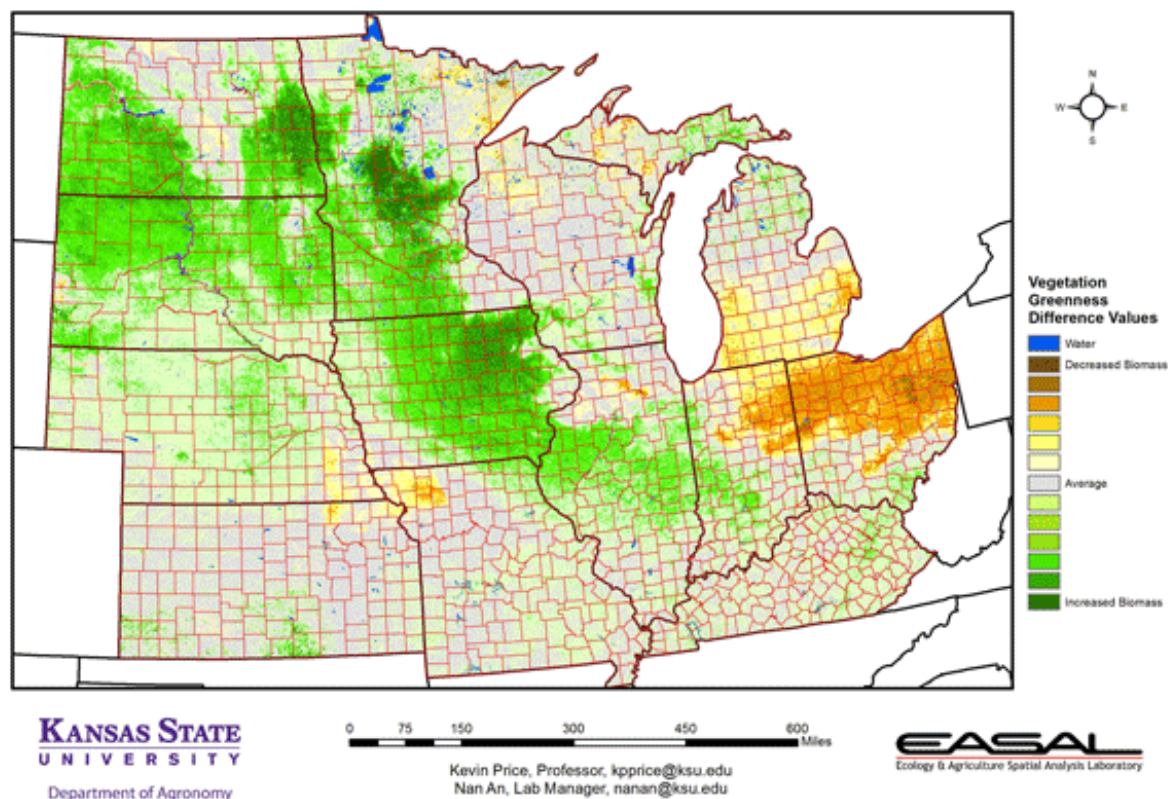 N
W E
S
Vegetation
Greenness
Difference Values
Water
Decreased Biomass
Average
Increased Biomass
KANSAS STATE
UNIVERSITY
Department of Agronomy
0 75 150 300 450 600
Miles
Kevin Price, Professor, kpprice@ksu.edu
Nan An, Lab Manager, nanan@ksu.edu
EASAL
Ecology & Agriculture Spatial Analysis Laboratory